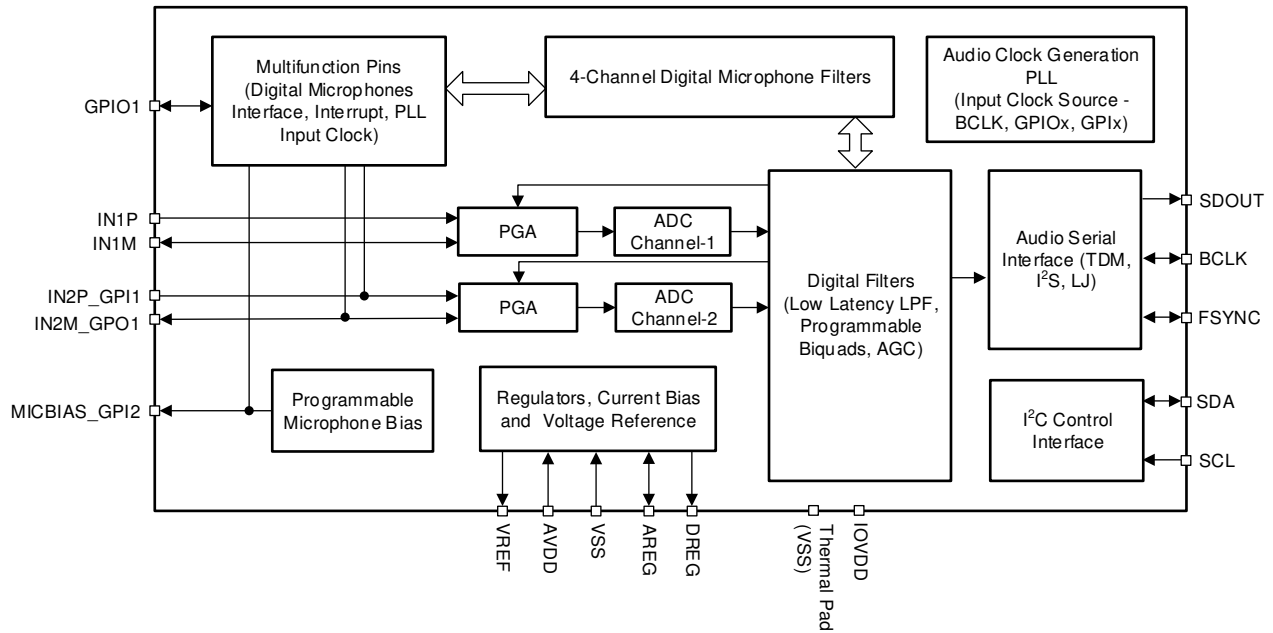 Multifunction Pins
(Digital Microphones
Interface, Interrupt, PLL
Input Clock)
4-Channel Digital Microphone Filters
Audio Clock Generation
PLL
(Input Clock Source -
BCLK, GPIOx, GPIx)
GPIO1
IN1P
IN1M
IN2P_GPI1
IN2M_GPO1
MICBIAS_GPI2
PGA
ADC
Channel-1
PGA
ADC
Channel-2
Digital Filters
(Low Latency LPF,
Programmable
Biquads, AGC)
Audio Serial
Interface (TDM,
I²S, LJ)
SDOUT
BCLK
FSYNC
Programmable
Microphone Bias
Regulators, Current Bias
and Voltage Reference
I²C Control
Interface
SDA
SCL
VREF
AVDD
VSS
AREG
DREG
Thermal Pad
(VSS)
IOVDD